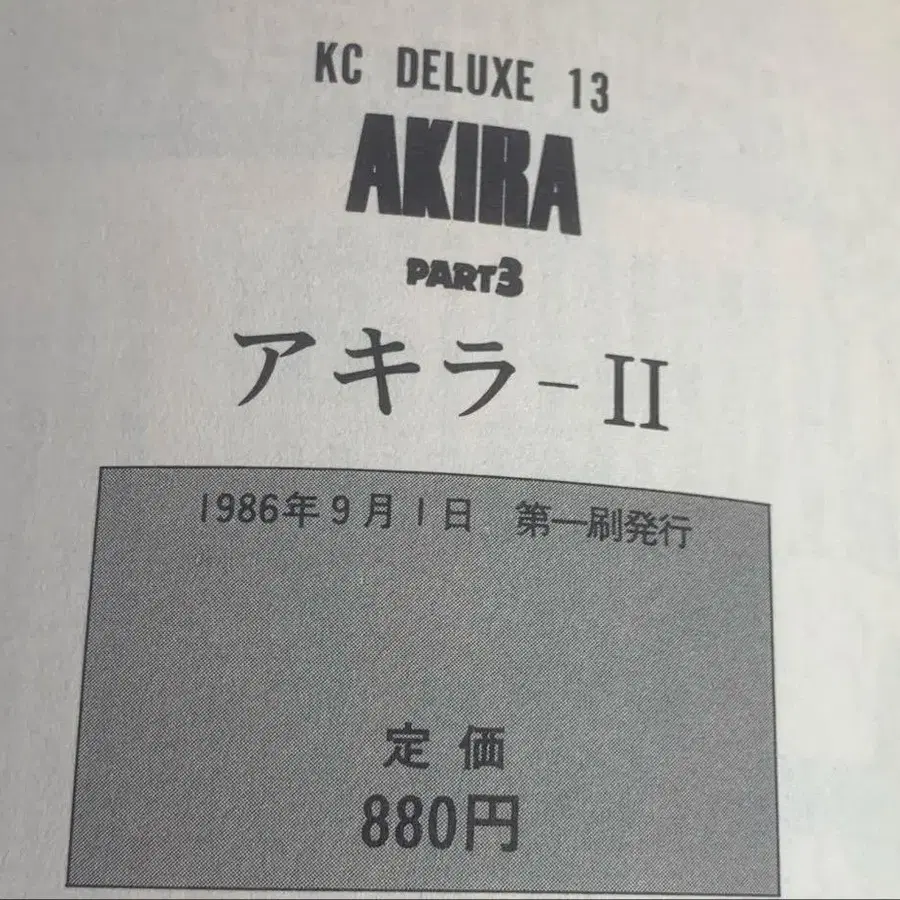 KC DELUXE 13
AKIRA
PART3
アキラ-II
1986年9月1日 第一刷発行
定価
880円